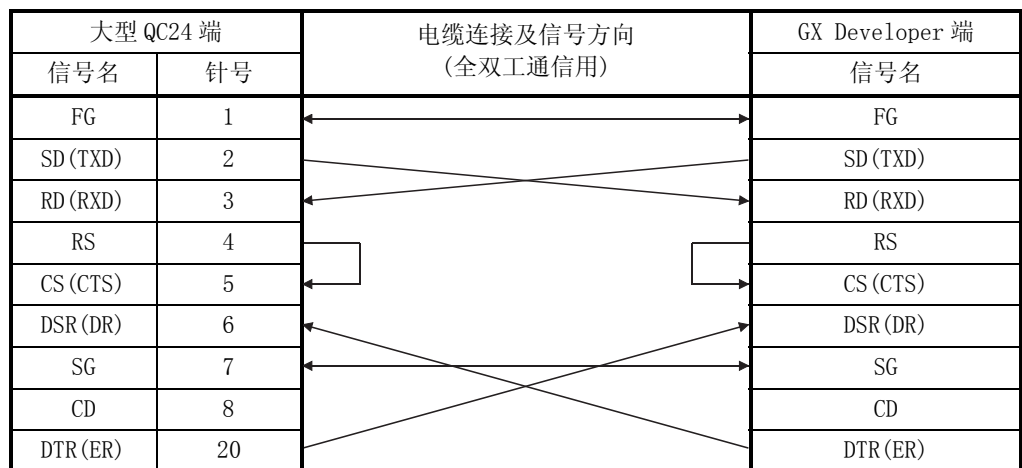 大型 QC24 端 电缆连接及信号方向 GX Developer 端
信号名 针号 (全双工通信用) 信号名
FG 1 FG
SD(TXD) 2 SD(TXD)
RD(RXD) 3 RD(RXD)
RS 4 RS
CS(CTS) 5 CS(CTS)
DSR(DR) 6 DSR(DR)
SG 7 SG
CD 8 CD
DTR(ER) 20 DTR(ER)